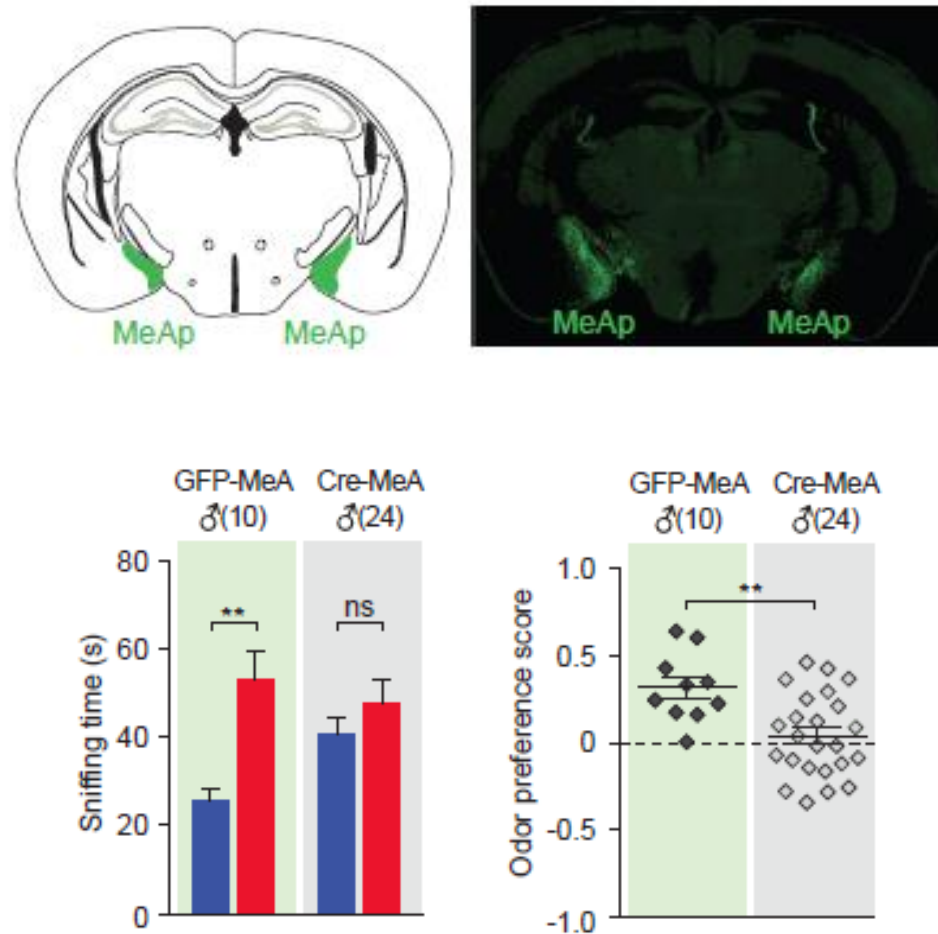 MeAp MeAp
MeAp MeAp
GFP-MeA Cre-MeA
♂(10) ♂(24)
80
60
40
20
0
Sniffing time (s)
** ns
GFP-MeA Cre-MeA
♂(10) ♂(24)
1.0
0.5
0
-0.5
-1.0
Odor preference score
**